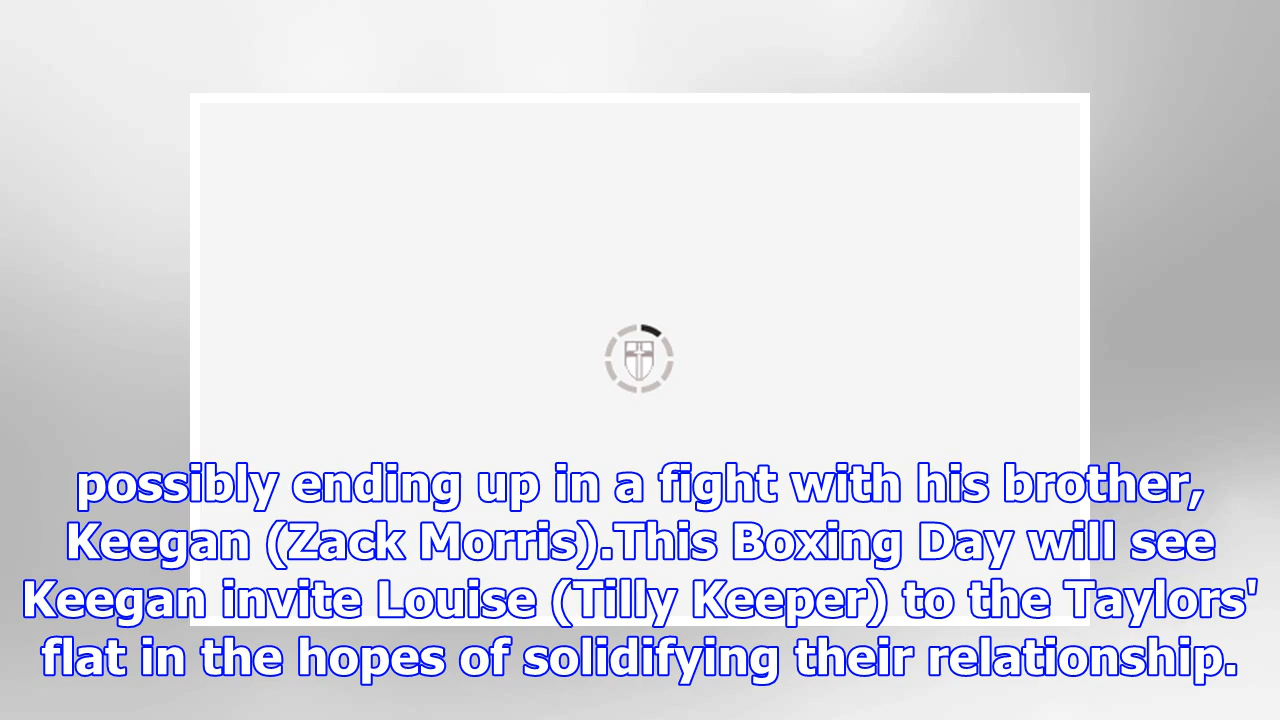 possibly ending up in a fight with his brother,
Keegan (Zack Morris).This Boxing Day will see
Keegan invite Louise (Tilly Keeper) to the Taylors'
flat in the hopes of solidifying their relationship.